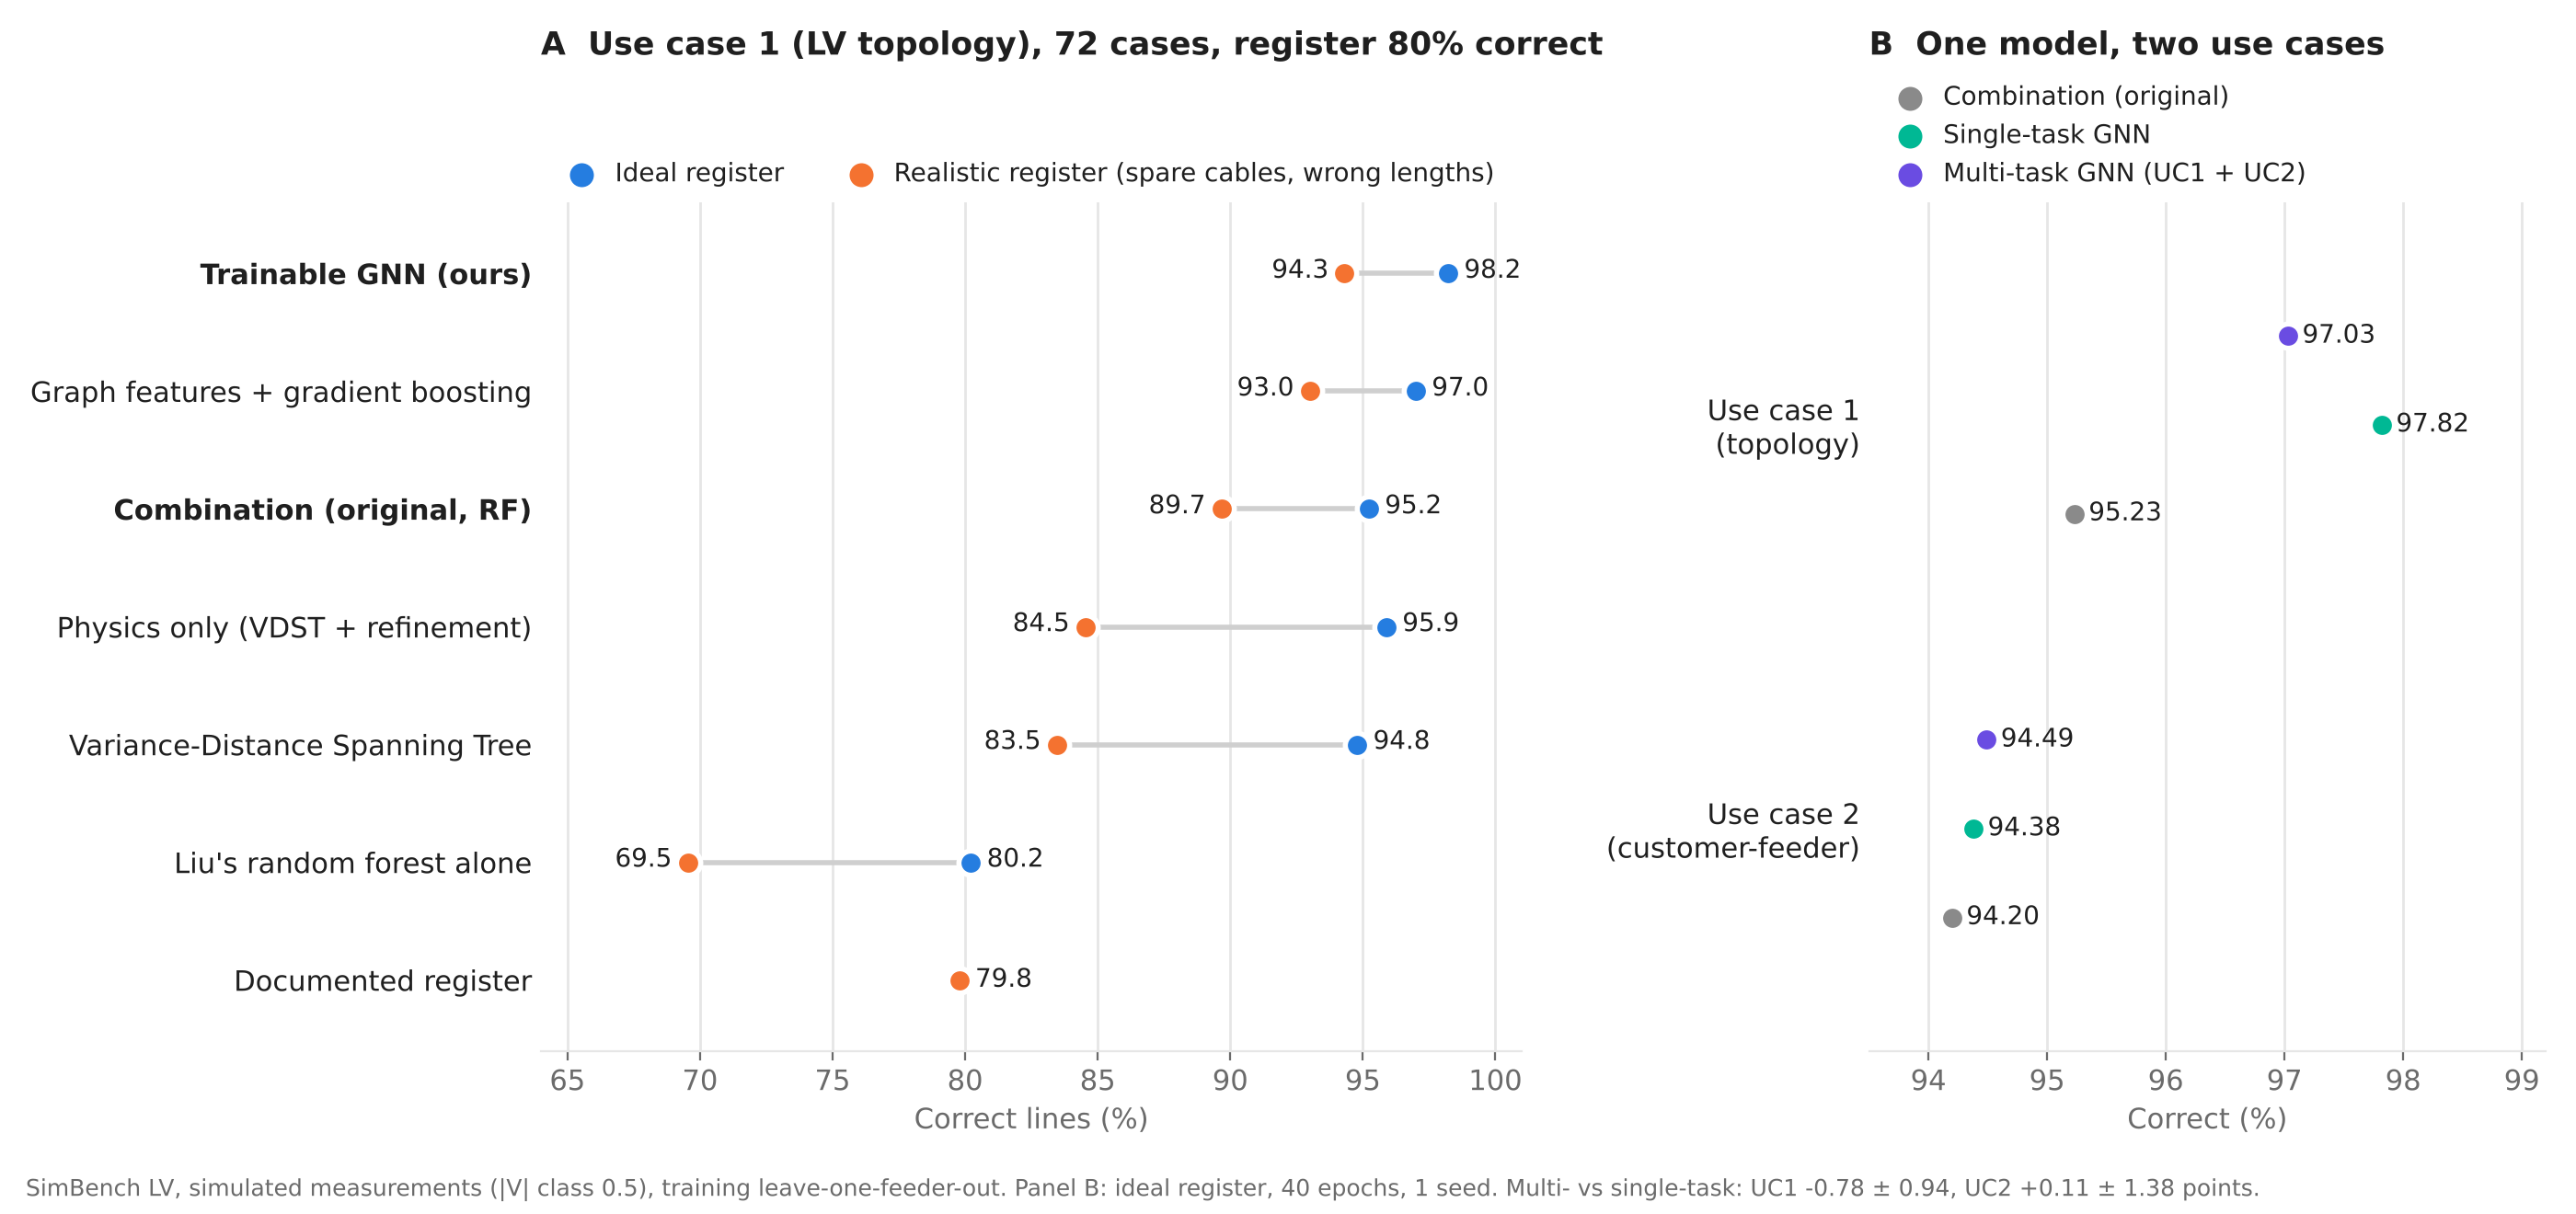 A Use case 1 (LV topology), 72 cases, register 80% correct
Ideal register
Realistic register (spare cables, wrong lengths)
Trainable GNN (ours)
94.3
98.2
Graph features + gradient boosting
93.0
97.0
Combination (original, RF)
89.7
95.2
Physics only (VDST + refinement)
84.5
95.9
Variance-Distance Spanning Tree
83.5
94.8
Liu's random forest alone
69.5
80.2
Documented register
79.8
65 70 75 80 85 90 95 100
Correct lines (%)
B One model, two use cases
Combination (original)
Single-task GNN
Multi-task GNN (UC1 + UC2)
97.03
Use case 1
(topology)
97.82
95.23
94.49
Use case 2
(customer-feeder)
94.38
94.20
94 95 96 97 98 99
Correct (%)
SimBench LV, simulated measurements (|V| class 0.5), training leave-one-feeder-out. Panel B: ideal register, 40 epochs, 1 seed. Multi- vs single-task: UC1 -0.78 ± 0.94, UC2 +0.11 ± 1.38 points.